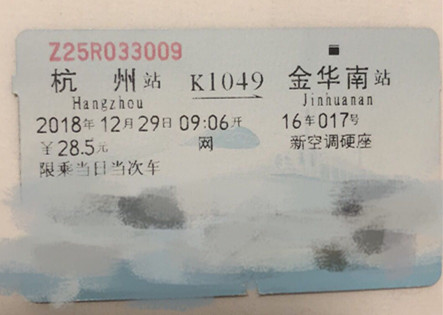 Z25R033009
杭州站 K1049 金华南站
Hangzhou Jinhuanan
2018年12月29日09:06开 16车017号
￥28.5元 网 新空调硬座
限乘当日当次车